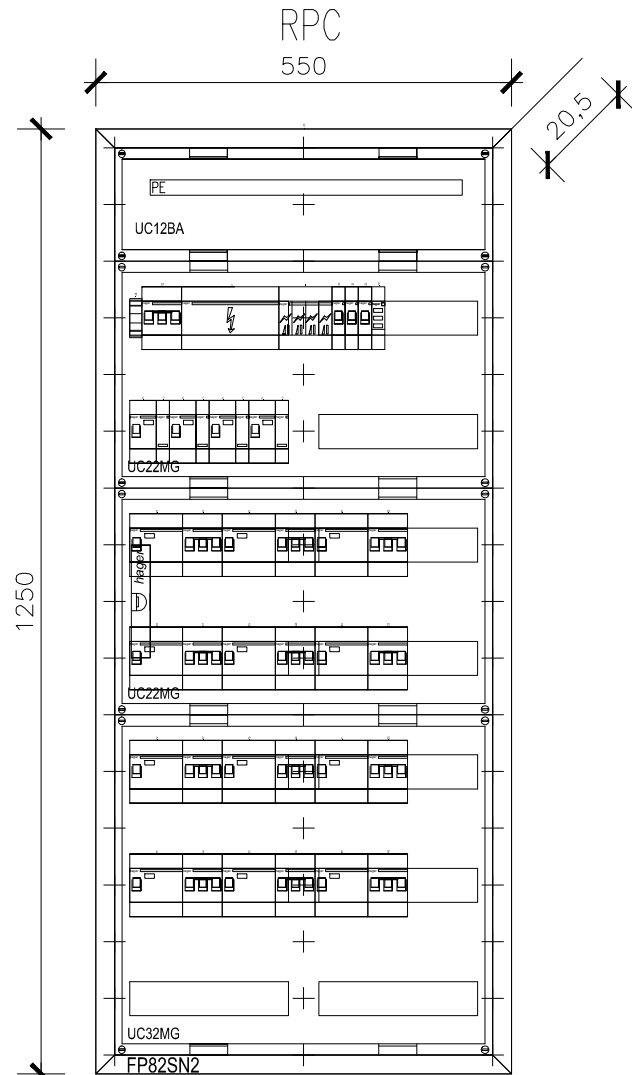 RPC
550
20,5
PE
UC12BA
UC22MG
1250
hager
UC22MG
UC32MG
FP82SN2